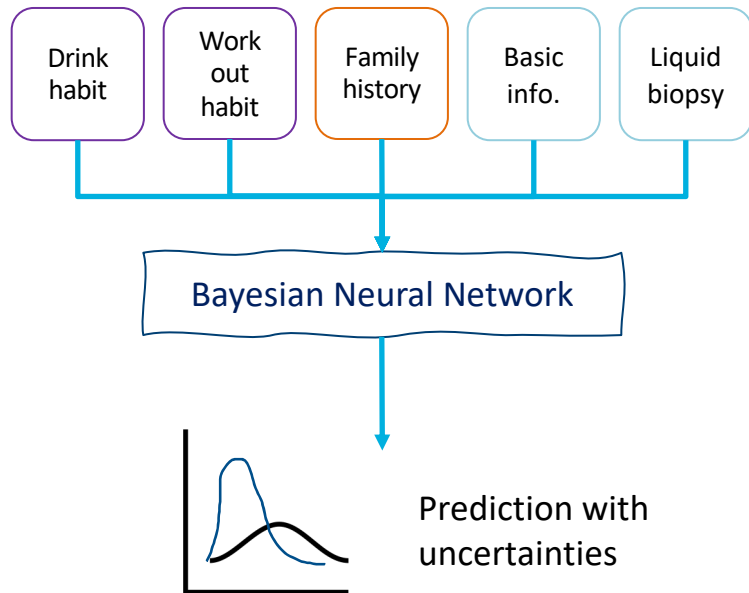 Drink
habit
Work
out
habit
Family
history
Basic
info.
Liquid
biopsy
Bayesian Neural Network
Prediction with
uncertainties